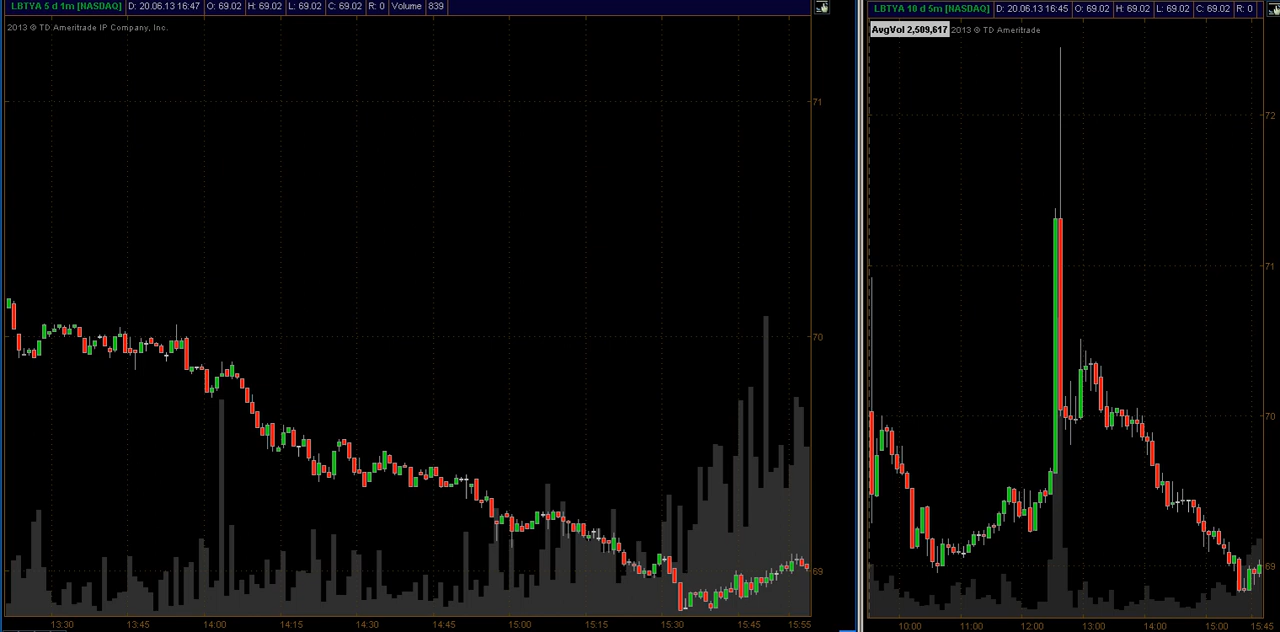 LBTYA 5 d 1m [NASDAQ] D: 20.06.13 16:47 O: 69.02 H: 69.02 L: 69.02 C: 69.02 R: 0 Volume 839
2013 © TD Ameritrade IP Company, Inc.
71
70
69
13:30 13:45 14:00 14:15 14:30 14:45 15:00 15:15 15:30 15:45 15:55
LBTYA 10 d 5m [NASDAQ] D: 20.06.13 16:45 O: 69.02 H: 69.02 L: 69.02 C: 69.02 R: 0
AvgVol 2,509,617 2013 © TD Ameritrade
72
71
70
69
10:00 11:00 12:00 13:00 14:00 15:00 15:45